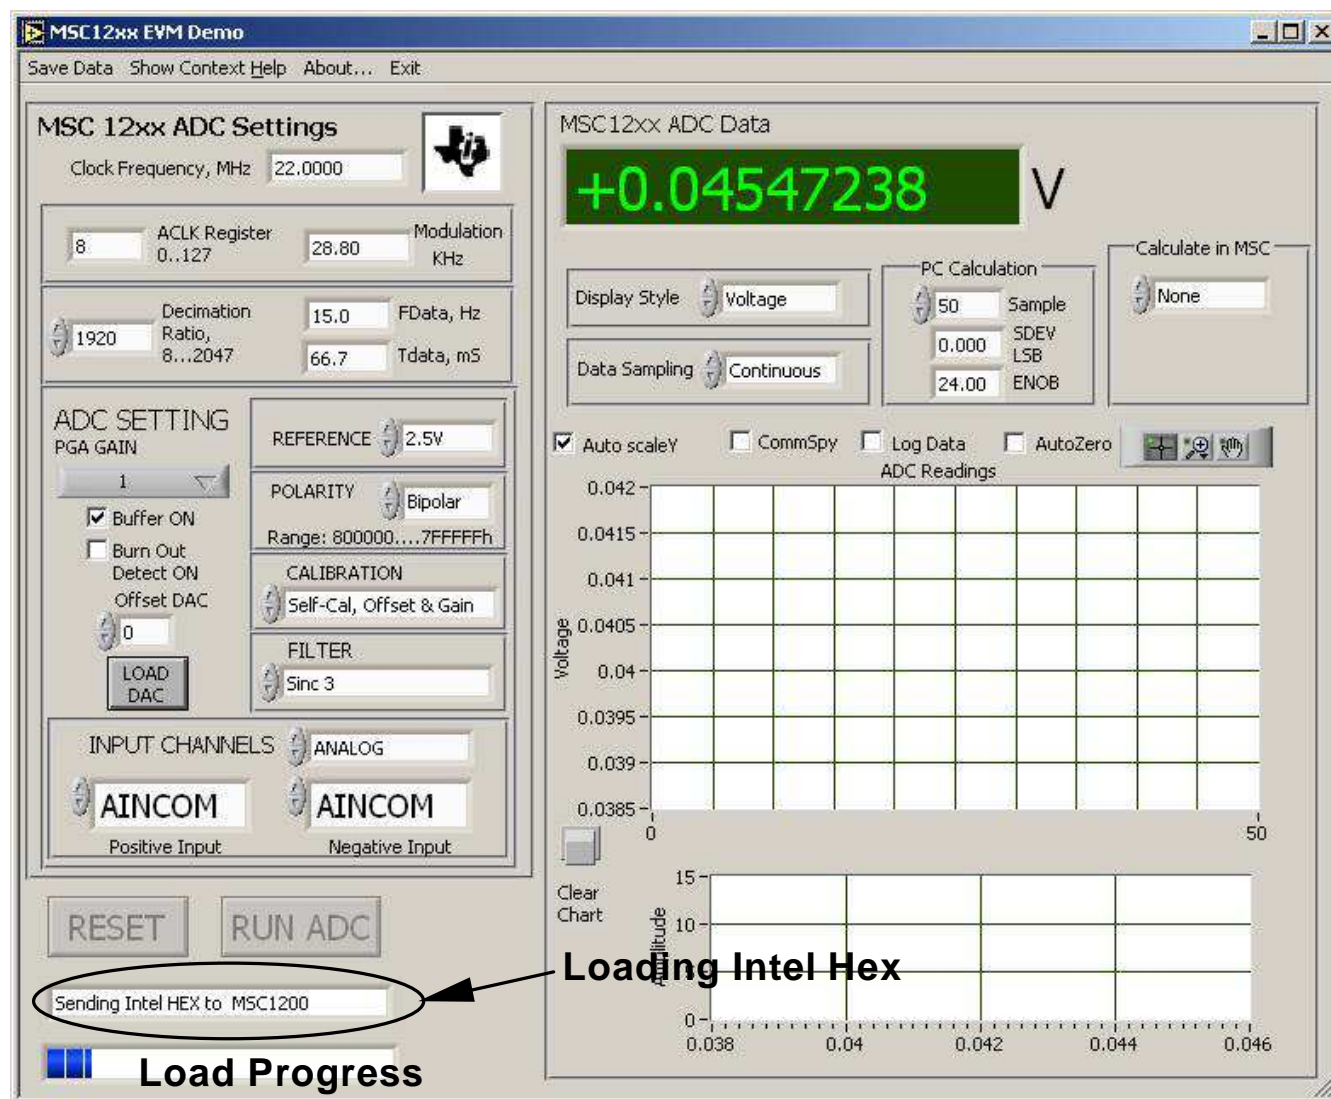 MSC12xx EVM Demo
Save Data Show Context Help About... Exit
MSC 12xx ADC Settings
Clock Frequency, MHz 22.0000
8 ACLK Register 0..127 28.80 Modulation KHz
1920 Decimation Ratio, 8...2047
15.0 FData, Hz
66.7 Tdata, mS
ADC SETTING
PGA GAIN
1
Buffer ON
Burn Out
Detect ON
Offset DAC
0
LOAD
DAC
REFERENCE 2.5V
POLARITY Bipolar
Range: 800000....7FFFFFh
CALIBRATION
Self-Cal, Offset & Gain
FILTER
Sinc 3
INPUT CHANNELS ANALOG
AINCOM AINCOM
Positive Input Negative Input
RESET RUN ADC
Sending Intel HEX to MSC1200
Load Progress
Loading Intel Hex
MSC12xx ADC Data
+0.04547238 V
Display Style Voltage
Data Sampling Continuous
PC Calculation
50 Sample
0.000 SDEV LSB
24.00 ENOB
Calculate in MSC
None
Auto scaleY CommSpy Log Data AutoZero
ADC Readings
0.042
0.0415
0.041
0.0405
0.04
0.0395
0.039
0.0385
Voltage
0 50
Clear
Chart
15
10
0
Amplitude
0.038 0.04 0.042 0.044 0.046